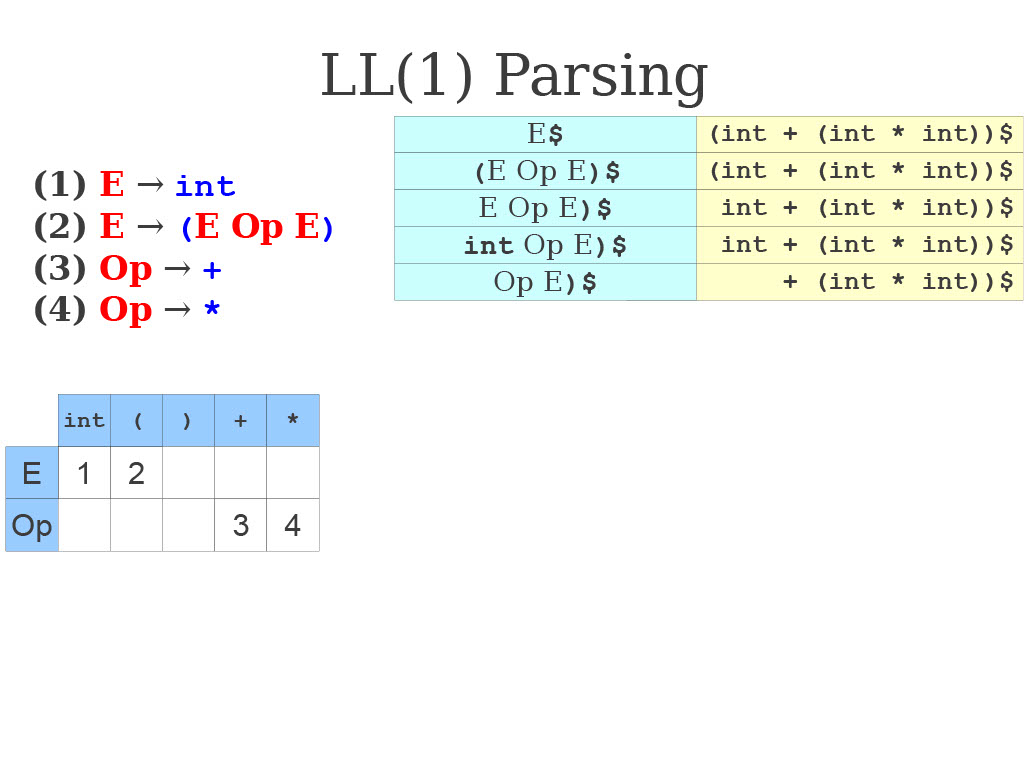 LL(1) Parsing
(1) E → int
(2) E → (E Op E)
(3) Op → +
(4) Op → *
E$ (int + (int * int))$
(E Op E)$ (int + (int * int))$
E Op E)$ int + (int * int))$
int Op E)$ int + (int * int))$
Op E)$ + (int * int))$
int ( ) + *
E 1 2
Op 3 4